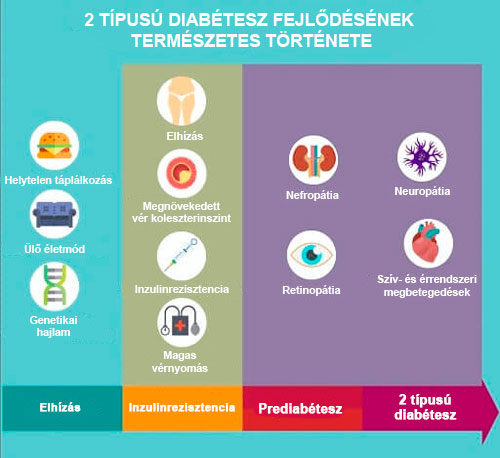 2 TÍPUSÚ DIABÉTESZ FEJLŐDÉSÉNEK
TERMÉSZETES TÖRTÉNETE
Helytelen táplálkozás
Ülő életmód
Genetikai
hajlam
Elhízás
Megnövekedett
vér koleszterinszint
Inzulinrezisztencia
Magas
vérnyomás
Nefropátia
Retinopátia
Neuropátia
Szív- és érrendszeri
megbetegedések
Elhízás
Inzulinrezisztencia
Prediabétesz
2 típusú
diabétesz